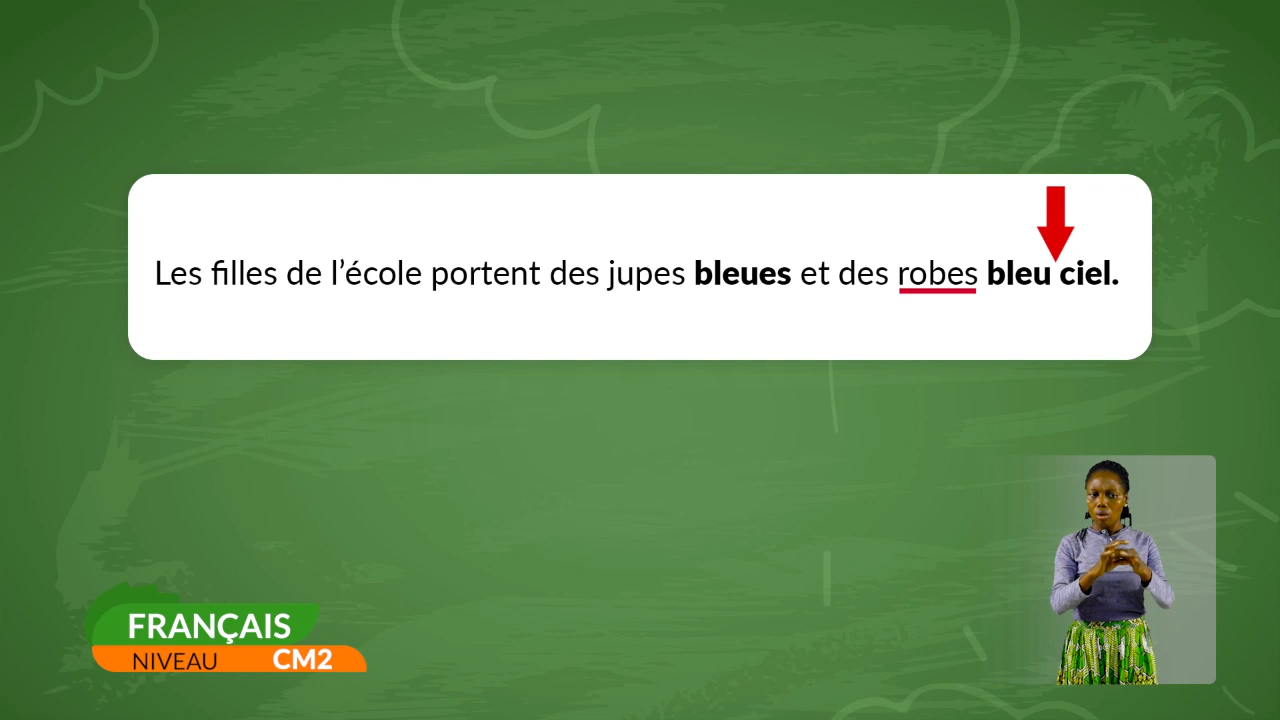 Les filles de l’école portent des jupes bleues et des robes bleu ciel.
FRANÇAIS
NIVEAU CM2